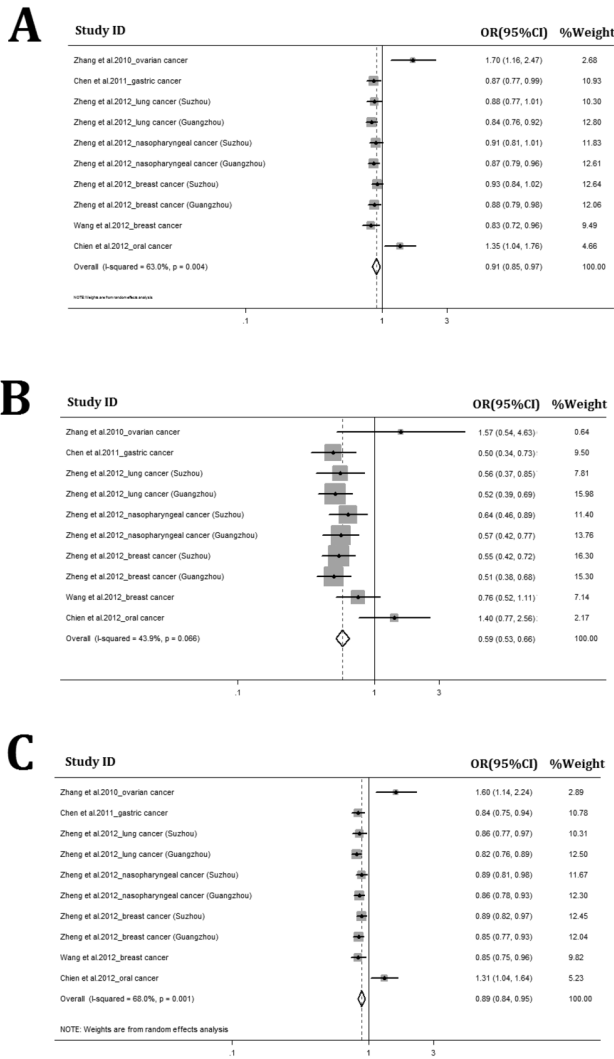 A
Study ID OR(95%CI) %Weight
Zhang et al.2010_ovarian cancer 1.70 (1.16, 2.47) 2.68
Chen et al.2011_gastric cancer 0.87 (0.77, 0.99) 10.93
Zheng et al.2012_lung cancer (Suzhou) 0.88 (0.77, 1.01) 10.30
Zheng et al.2012_lung cancer (Guangzhou) 0.84 (0.76, 0.92) 12.80
Zheng et al.2012_nasopharyngeal cancer (Suzhou) 0.91 (0.81, 1.01) 11.83
Zheng et al.2012_nasopharyngeal cancer (Guangzhou) 0.87 (0.79, 0.96) 12.61
Zheng et al.2012_breast cancer (Suzhou) 0.93 (0.84, 1.02) 12.64
Zheng et al.2012_breast cancer (Guangzhou) 0.88 (0.79, 0.98) 12.06
Wang et al.2012_breast cancer 0.83 (0.72, 0.96) 9.49
Chien et al.2012_oral cancer 1.35 (1.04, 1.76) 4.66
Overall (I-squared = 63.0%, p = 0.004) 0.91 (0.85, 0.97) 100.00
NOTE: Weights are from random effects analysis
.1 1 3
B
Study ID OR(95%CI) %Weight
Zhang et al.2010_ovarian cancer 1.57 (0.54, 4.63) 0.64
Chen et al.2011_gastric cancer 0.50 (0.34, 0.73) 9.50
Zheng et al.2012_lung cancer (Suzhou) 0.56 (0.37, 0.85) 7.81
Zheng et al.2012_lung cancer (Guangzhou) 0.52 (0.39, 0.69) 15.98
Zheng et al.2012_nasopharyngeal cancer (Suzhou) 0.64 (0.46, 0.89) 11.40
Zheng et al.2012_nasopharyngeal cancer (Guangzhou) 0.57 (0.42, 0.77) 13.76
Zheng et al.2012_breast cancer (Suzhou) 0.55 (0.42, 0.72) 16.30
Zheng et al.2012_breast cancer (Guangzhou) 0.51 (0.38, 0.68) 15.30
Wang et al.2012_breast cancer 0.76 (0.52, 1.11) 7.14
Chien et al.2012_oral cancer 1.40 (0.77, 2.56) 2.17
Overall (I-squared = 43.9%, p = 0.066) 0.59 (0.53, 0.66) 100.00
.1 1 3
C
Study ID OR(95%CI) %Weight
Zhang et al.2010_ovarian cancer 1.60 (1.14, 2.24) 2.89
Chen et al.2011_gastric cancer 0.84 (0.75, 0.94) 10.78
Zheng et al.2012_lung cancer (Suzhou) 0.86 (0.77, 0.97) 10.31
Zheng et al.2012_lung cancer (Guangzhou) 0.82 (0.76, 0.89) 12.50
Zheng et al.2012_nasopharyngeal cancer (Suzhou) 0.89 (0.81, 0.98) 11.67
Zheng et al.2012_nasopharyngeal cancer (Guangzhou) 0.86 (0.78, 0.93) 12.30
Zheng et al.2012_breast cancer (Suzhou) 0.89 (0.82, 0.97) 12.45
Zheng et al.2012_breast cancer (Guangzhou) 0.85 (0.77, 0.93) 12.04
Wang et al.2012_breast cancer 0.85 (0.75, 0.96) 9.82
Chien et al.2012_oral cancer 1.31 (1.04, 1.64) 5.23
Overall (I-squared = 68.0%, p = 0.001) 0.89 (0.84, 0.95) 100.00
NOTE: Weights are from random effects analysis
.1 1 3